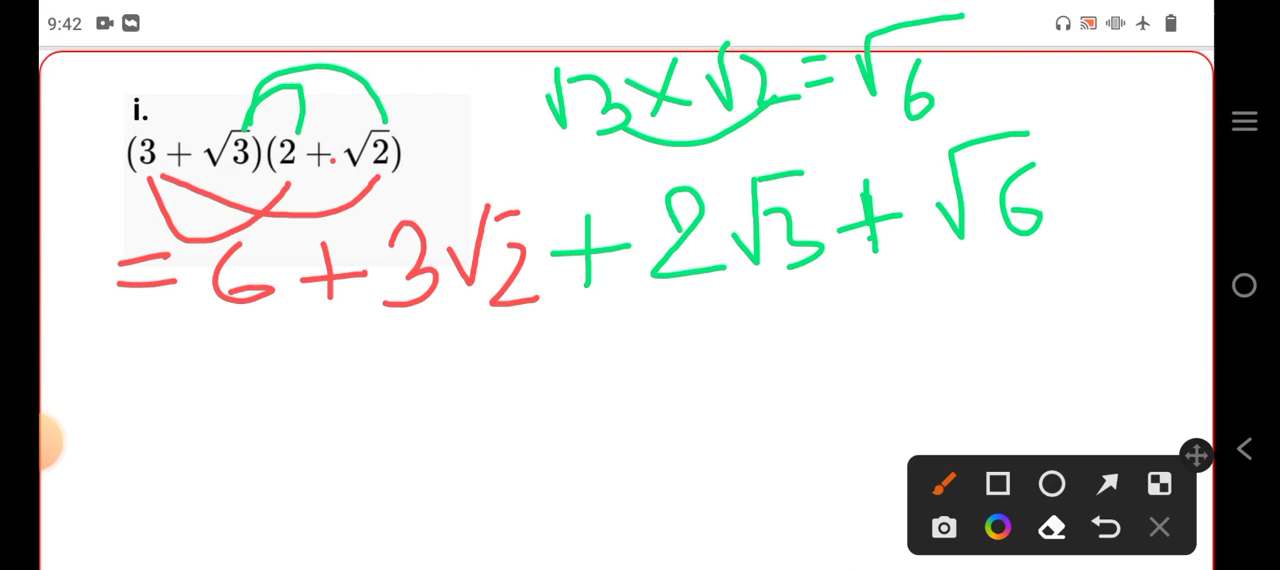 9:42
√3 × √2 = √6
i.
(3 + √3)(2 + √2)
= 6 + 3√2 + 2√3 + √6